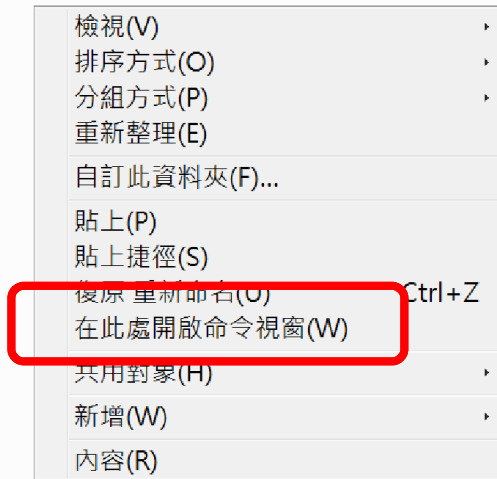 檢視(V)
排序方式(O)
分組方式(P)
重新整理(E)
自訂此資料夾(F)...
貼上(P)
貼上捷徑(S)
復原 重新命名(U) Ctrl+Z
在此處開啟命令視窗(W)
共用對象(H)
新增(W)
內容(R)